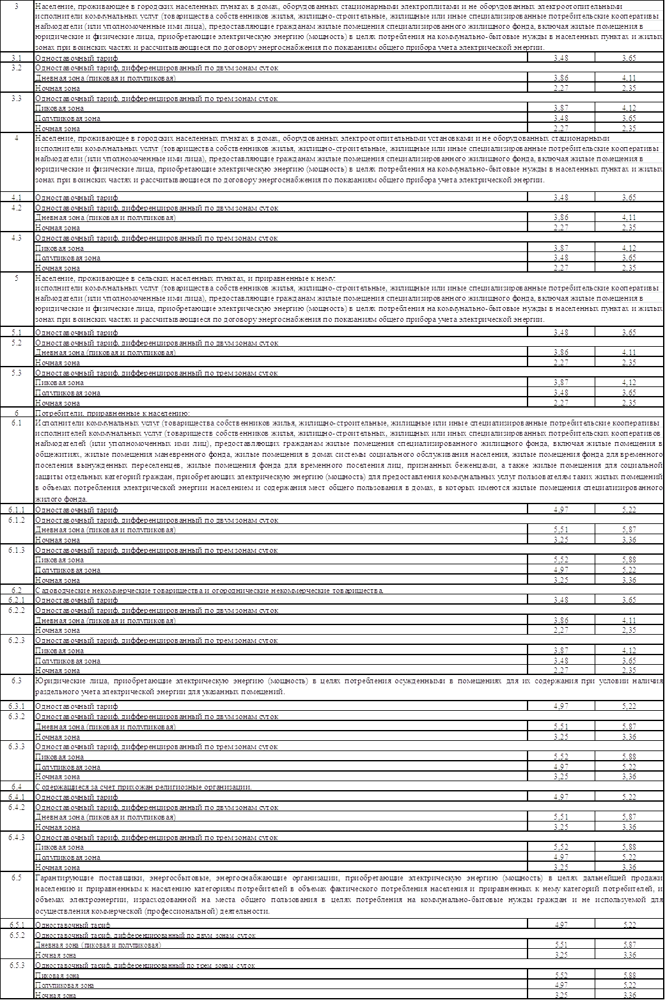 3 Население, проживающее в городских населенных пунктах в домах, оборудованных стационарными электроплитами и не оборудованных электроотопительными
исполнители коммунальных услуг (товарищества собственников жилья, жилищно-строительные, жилищные или иные специализированные потребительские кооперативы
наймодатели (или уполномоченные ими лица), предоставляющие гражданам жилые помещения специализированного жилищного фонда, включая жилые помещения в
юридические и физические лица, приобретающие электрическую энергию (мощность) в целях потребления на коммунально-бытовые нужды в населенных пунктах и жилых
зонах при воинских частях и рассчитывающиеся по договору энергоснабжения по показаниям общего прибора учета электрической энергии.
3.1 Одноставочный тариф 3,48 3,65
3.2 Одноставочный тариф, дифференцированный по двум зонам суток
Дневная зона (пиковая и полупиковая) 3,86 4,11
Ночная зона 2,27 2,35
3.3 Одноставочный тариф, дифференцированный по трем зонам суток
Пиковая зона 3,87 4,12
Полупиковая зона 3,48 3,65
Ночная зона 2,27 2,35
4 Население, проживающее в городских населенных пунктах в домах, оборудованных электроотопительными установками и не оборудованных стационарными
исполнители коммунальных услуг (товарищества собственников жилья, жилищно-строительные, жилищные или иные специализированные потребительские кооперативы
наймодатели (или уполномоченные ими лица), предоставляющие гражданам жилые помещения специализированного жилищного фонда, включая жилые помещения в
юридические и физические лица, приобретающие электрическую энергию (мощность) в целях потребления на коммунально-бытовые нужды в населенных пунктах и жилых
зонах при воинских частях и рассчитывающиеся по договору энергоснабжения по показаниям общего прибора учета электрической энергии.
4.1 Одноставочный тариф 3,48 3,65
4.2 Одноставочный тариф, дифференцированный по двум зонам суток
Дневная зона (пиковая и полупиковая) 3,86 4,11
Ночная зона 2,27 2,35
4.3 Одноставочный тариф, дифференцированный по трем зонам суток
Пиковая зона 3,87 4,12
Полупиковая зона 3,48 3,65
Ночная зона 2,27 2,35
5 Население, проживающее в сельских населенных пунктах, и приравненные к нему:
исполнители коммунальных услуг (товарищества собственников жилья, жилищно-строительные, жилищные или иные специализированные потребительские кооперативы
наймодатели (или уполномоченные ими лица), предоставляющие гражданам жилые помещения специализированного жилищного фонда, включая жилые помещения в
юридические и физические лица, приобретающие электрическую энергию (мощность) в целях потребления на коммунально-бытовые нужды в населенных пунктах и жилых
зонах при воинских частях и рассчитывающиеся по договору энергоснабжения по показаниям общего прибора учета электрической энергии.
5.1 Одноставочный тариф 3,48 3,65
5.2 Одноставочный тариф, дифференцированный по двум зонам суток
Дневная зона (пиковая и полупиковая) 3,86 4,11
Ночная зона 2,27 2,35
5.3 Одноставочный тариф, дифференцированный по трем зонам суток
Пиковая зона 3,87 4,12
Полупиковая зона 3,48 3,65
Ночная зона 2,27 2,35
6 Потребители, приравненные к населению:
6.1 Исполнители коммунальных услуг (товарищества собственников жилья, жилищно-строительные, жилищные или иные специализированные потребительские кооперативы
исполнителей коммунальных услуг (товариществ собственников жилья, жилищно-строительных, жилищных или иных специализированных потребительских кооперативов
наймодателей (или уполномоченных ими лиц), предоставляющих гражданам жилые помещения специализированного жилищного фонда, включая жилые помещения в
общежитиях, жилые помещения маневренного фонда, жилые помещения в домах системы социального обслуживания населения, жилые помещения фонда для временного
поселения вынужденных переселенцев, жилые помещения фонда для временного поселения лиц, признанных беженцами, а также жилые помещения для социальной
защиты отдельных категорий граждан, приобретающих электрическую энергию (мощность) для предоставления коммунальных услуг пользователям таких жилых помещений
в объемах потребления электрической энергии населением и содержания мест общего пользования в домах, в которых имеются жилые помещения специализированного
жилого фонда.
6.1.1 Одноставочный тариф 4,97 5,22
6.1.2 Одноставочный тариф, дифференцированный по двум зонам суток
Дневная зона (пиковая и полупиковая) 5,51 5,87
Ночная зона 3,25 3,36
6.1.3 Одноставочный тариф, дифференцированный по трем зонам суток
Пиковая зона 5,52 5,88
Полупиковая зона 4,97 5,22
Ночная зона 3,25 3,36
6.2 Садоводческие некоммерческие товарищества и огороднические некоммерческие товарищества.
6.2.1 Одноставочный тариф 3,48 3,65
6.2.2 Одноставочный тариф, дифференцированный по двум зонам суток
Дневная зона (пиковая и полупиковая) 3,86 4,11
Ночная зона 2,27 2,35
6.2.3 Одноставочный тариф, дифференцированный по трем зонам суток
Пиковая зона 3,87 4,12
Полупиковая зона 3,48 3,65
Ночная зона 2,27 2,35
6.3 Юридические лица, приобретающие электрическую энергию (мощность) в целях потребления осужденными в помещениях для их содержания при условии наличия
раздельного учета электрической энергии для указанных помещений.
6.3.1 Одноставочный тариф 4,97 5,22
6.3.2 Одноставочный тариф, дифференцированный по двум зонам суток
Дневная зона (пиковая и полупиковая) 5,51 5,87
Ночная зона 3,25 3,36
6.3.3 Одноставочный тариф, дифференцированный по трем зонам суток
Пиковая зона 5,52 5,88
Полупиковая зона 4,97 5,22
Ночная зона 3,25 3,36
6.4 Содержащиеся за счет прихожан религиозные организации.
6.4.1 Одноставочный тариф 4,97 5,22
6.4.2 Одноставочный тариф, дифференцированный по двум зонам суток
Дневная зона (пиковая и полупиковая) 5,51 5,87
Ночная зона 3,25 3,36
6.4.3 Одноставочный тариф, дифференцированный по трем зонам суток
Пиковая зона 5,52 5,88
Полупиковая зона 4,97 5,22
Ночная зона 3,25 3,36
6.5 Гарантирующие поставщики, энергосбытовые, энергоснабжающие организации, приобретающие электрическую энергию (мощность) в целях дальнейшей продажи
населению и приравненным к населению категориям потребителей в объемах фактического потребления населения и приравненных к нему категорий потребителей, и
объемах электроэнергии, израсходованной на места общего пользования в целях потребления на коммунально-бытовые нужды граждан и не используемой для
осуществления коммерческой (профессиональной) деятельности.
6.5.1 Одноставочный тариф 4,97 5,22
6.5.2 Одноставочный тариф, дифференцированный по двум зонам суток
Дневная зона (пиковая и полупиковая) 5,51 5,87
Ночная зона 3,25 3,36
6.5.3 Одноставочный тариф, дифференцированный по трем зонам суток
Пиковая зона 5,52 5,88
Полупиковая зона 4,97 5,22
Ночная зона 3,25 3,36